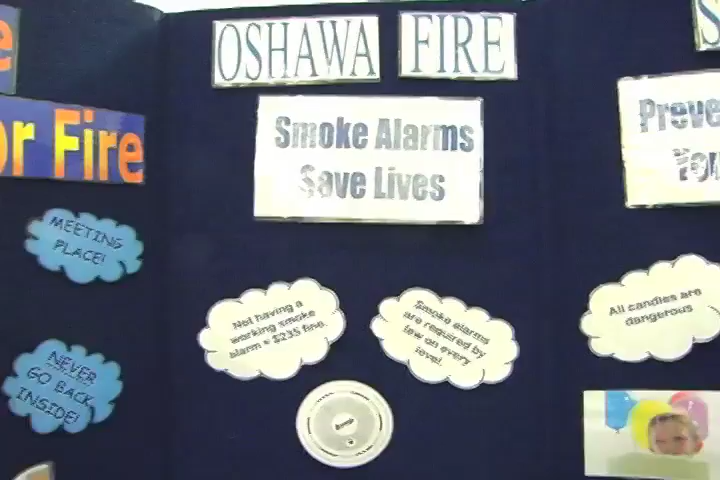 e
or Fire
MEETING
PLACE!
NEVER
GO BACK
INSIDE!
OSHAWA FIRE
Smoke Alarms
Save Lives
Not having a
working smoke
alarm = $235 fine
Smoke alarms
are required by
law on every
level.
S
Preve
You
All candles are
dangerous